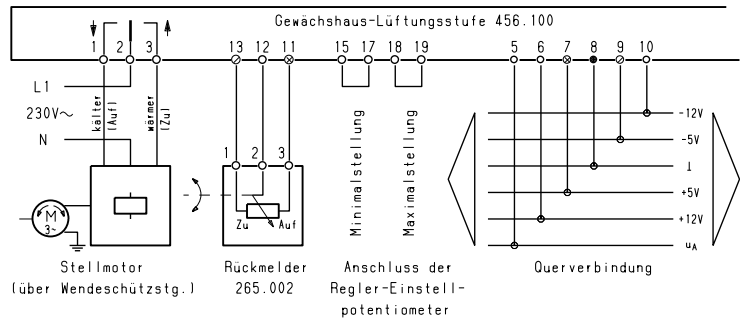 Gewächshaus-Lüftungsstufe 456.100
1 2 3 13 12 11 15 17 18 19 5 6 7 8 9 10
L1
230V~
N
kälter
(Auf)
wärmer
(Zu)
1 2 3
Zu Auf
M
3~
Minimalstellung
Maximalstellung
-12V
-5V
⊥
+5V
+12V
uA
Stellmotor
(über Wendeschützstg.)
Rückmelder
265.002
Anschluss der
Regler-Einstell-
potentiometer
Querverbindung